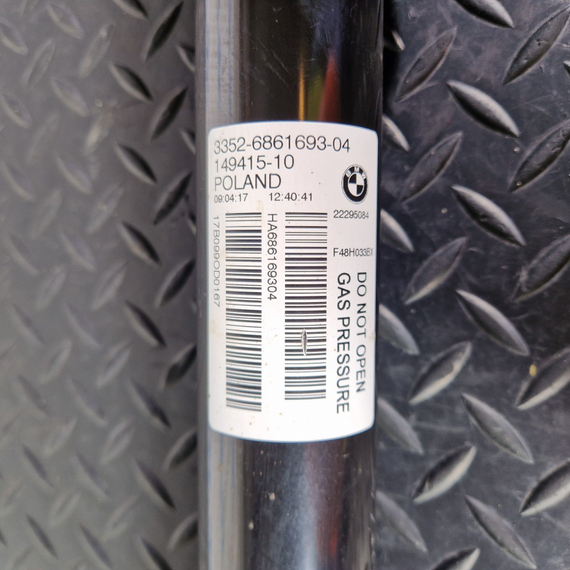 3352-6861693-04
149415-10
POLAND
09:04:17 12:40:41
22295084
F48H033EX
17B099OD0167
HA686169304
DO NOT OPEN
GAS PRESSURE